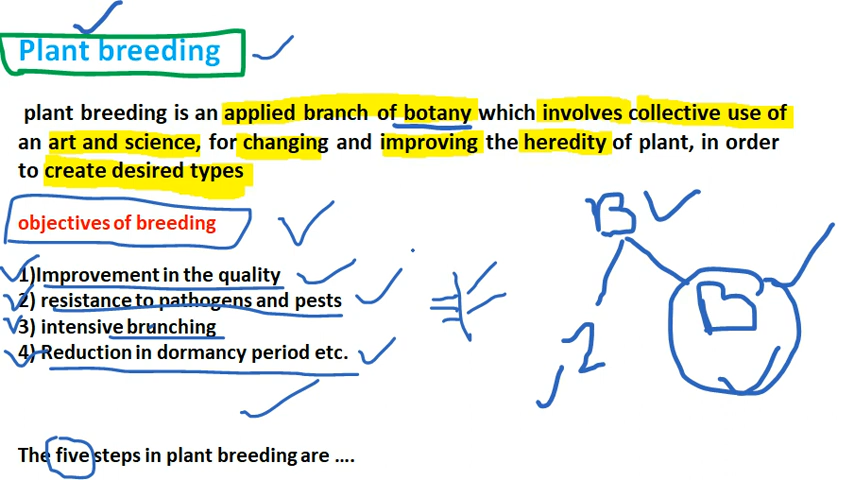 Plant breeding
plant breeding is an applied branch of botany which involves collective use of
an art and science, for changing and improving the heredity of plant, in order
to create desired types
objectives of breeding
1)Improvement in the quality
2) resistance to pathogens and pests
3) intensive branching
4) Reduction in dormancy period etc.
B
The five steps in plant breeding are ....